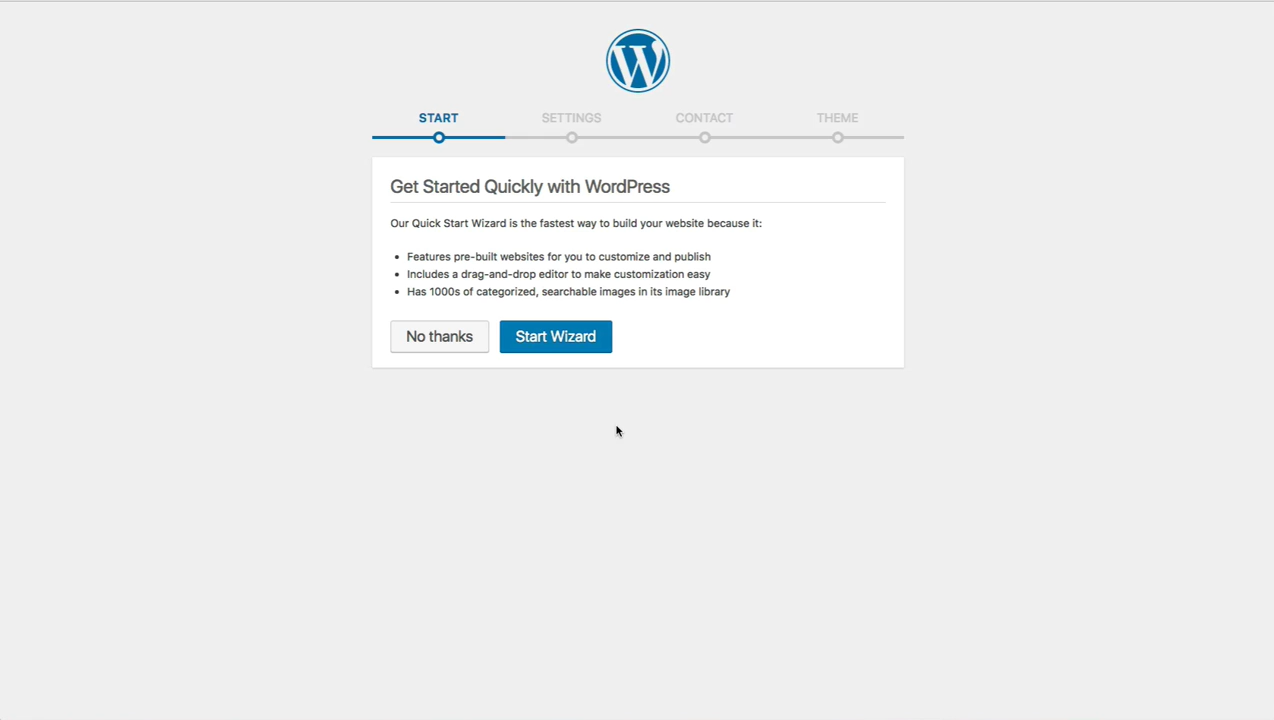 START SETTINGS CONTACT THEME
Get Started Quickly with WordPress
Our Quick Start Wizard is the fastest way to build your website because it:
• Features pre-built websites for you to customize and publish
• Includes a drag-and-drop editor to make customization easy
• Has 1000s of categorized, searchable images in its image library
No thanks Start Wizard